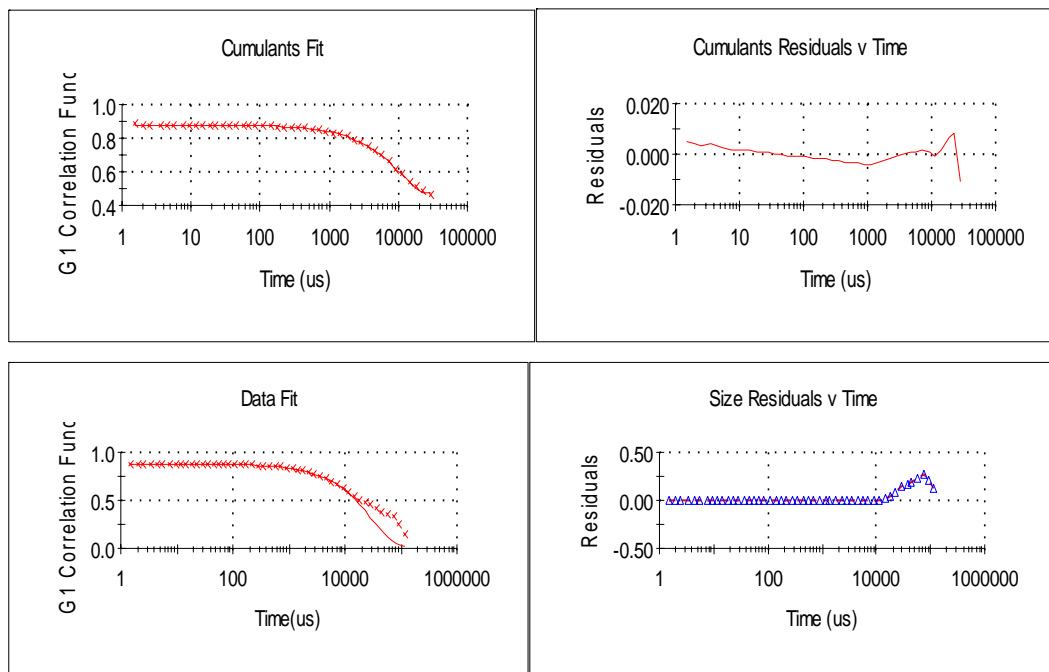 Cumulants Fit
G1 Correlation Func
1.0
0.8
0.6
0.4
1 10 100 1000 10000 100000
Time (us)
Cumulants Residuals v Time
Residuals
0.020
0.000
-0.020
1 10 100 1000 10000 100000
Time (us)
Data Fit
G1 Correlation Func
1.0
0.5
0.0
1 100 10000 1000000
Time(us)
Size Residuals v Time
Residuals
0.50
0.00
-0.50
1 100 10000 1000000
Time (us)